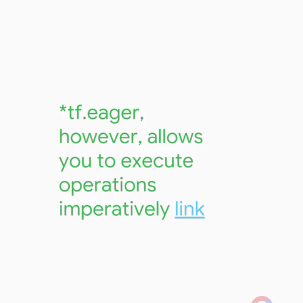 *tf.eager,
however, allows
you to execute
operations
imperatively link